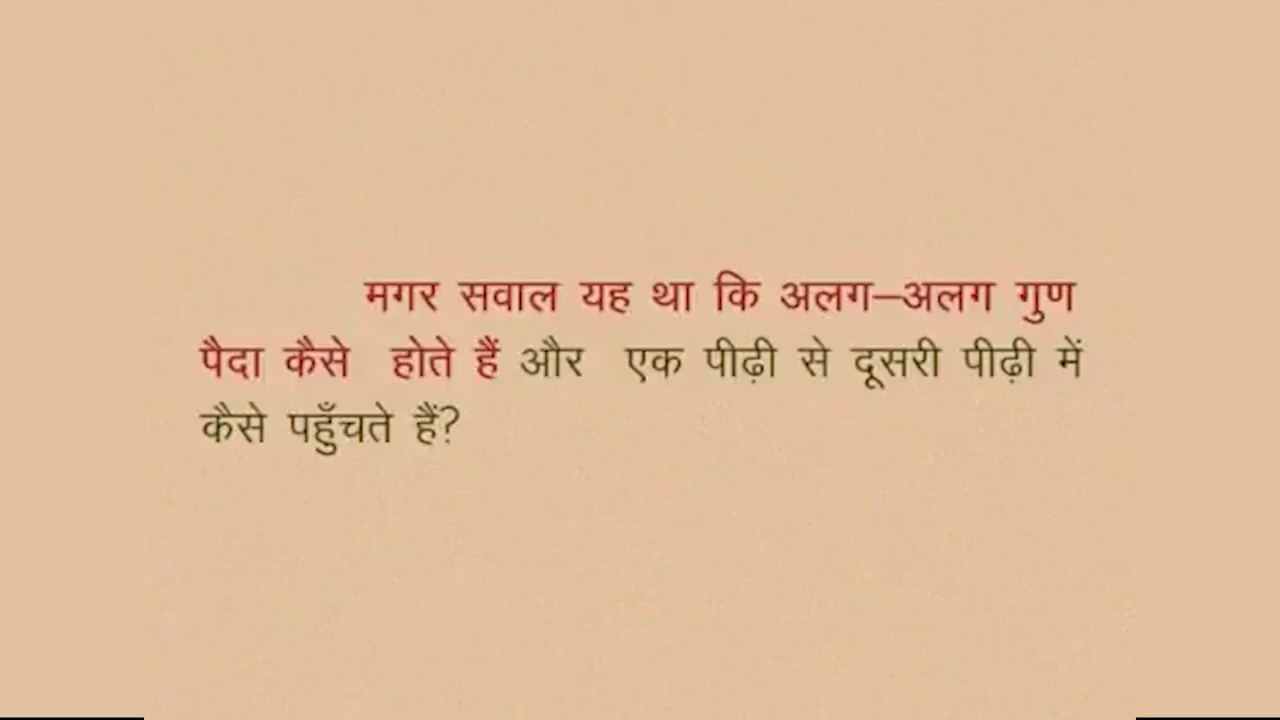 मगर सवाल यह था कि अलग–अलग गुण
पैदा कैसे होते हैं और एक पीढ़ी से दूसरी पीढ़ी में
कैसे पहुँचते हैं?